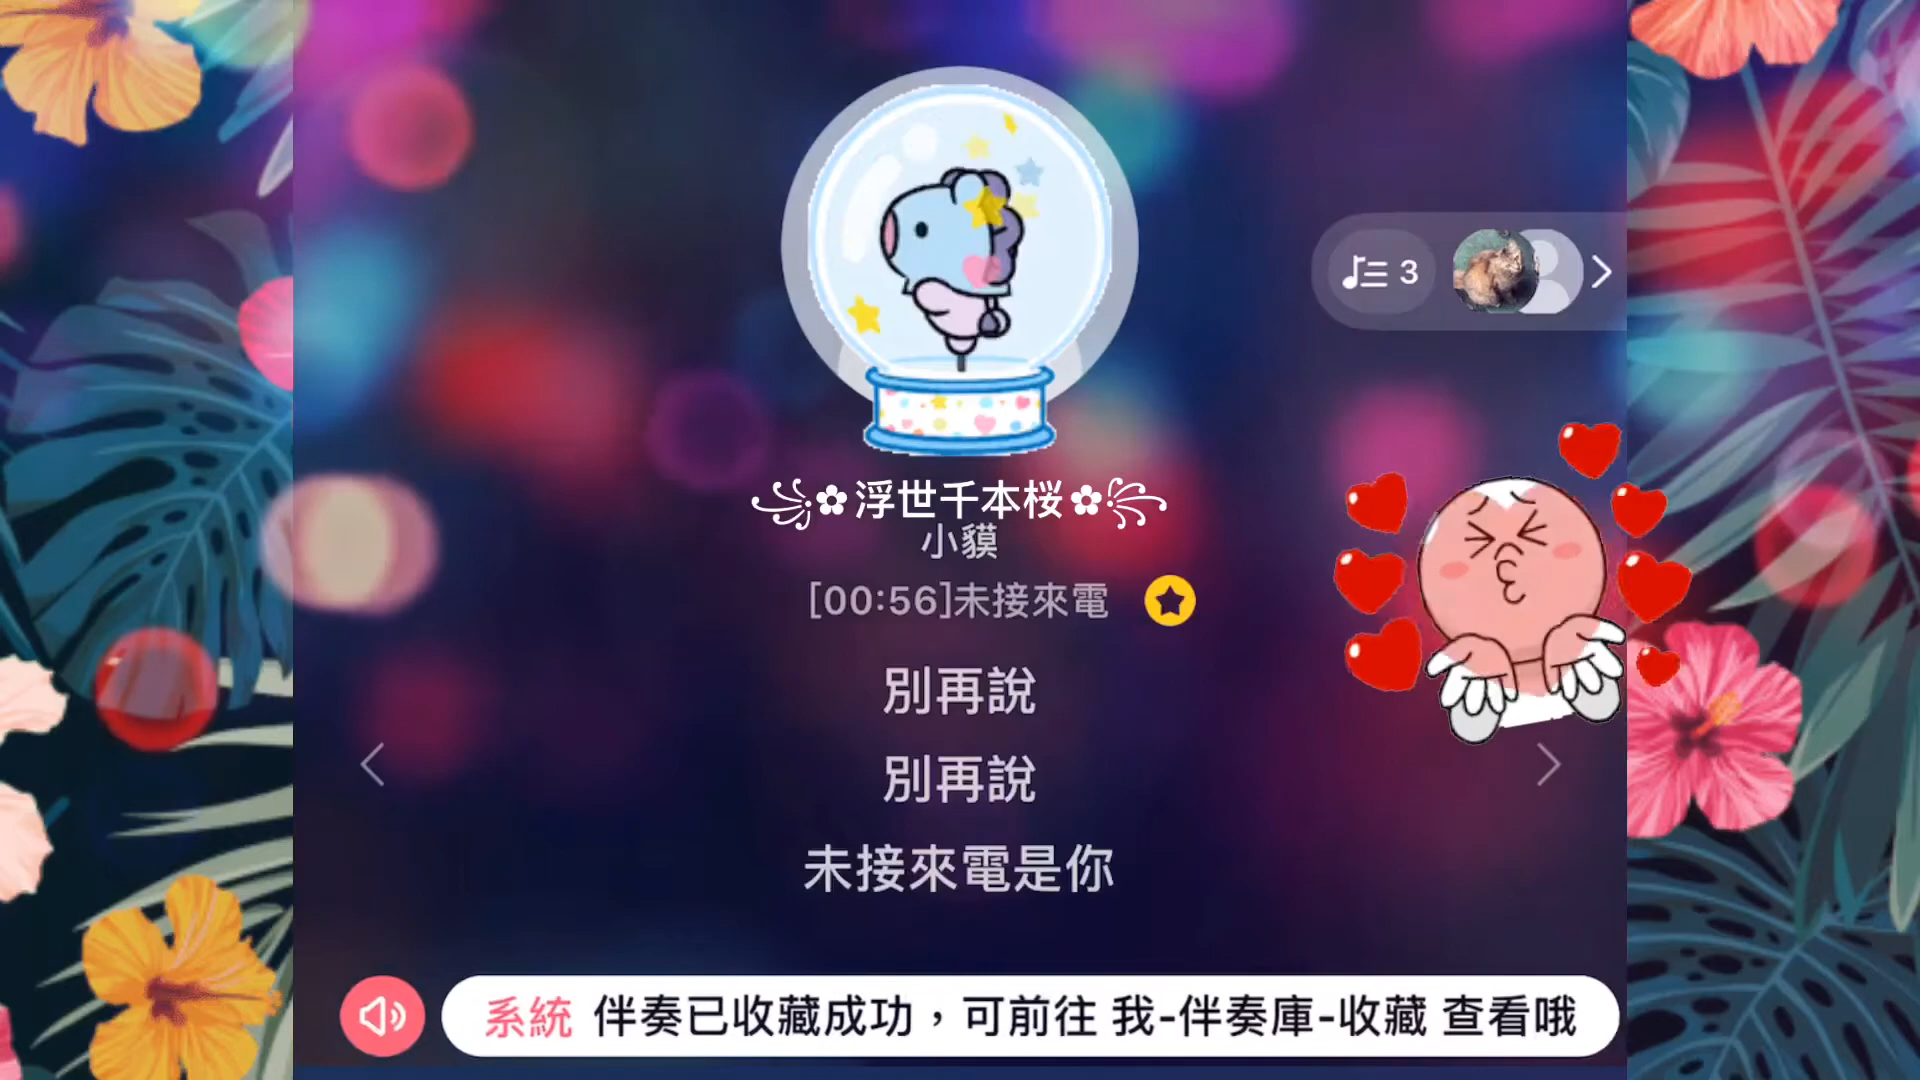 3
꧁✿浮世千本桜✿꧂
小貘
[00:56]未接來電
別再說
別再說
未接來電是你
系統 伴奏已收藏成功，可前往 我-伴奏庫-收藏 查看哦